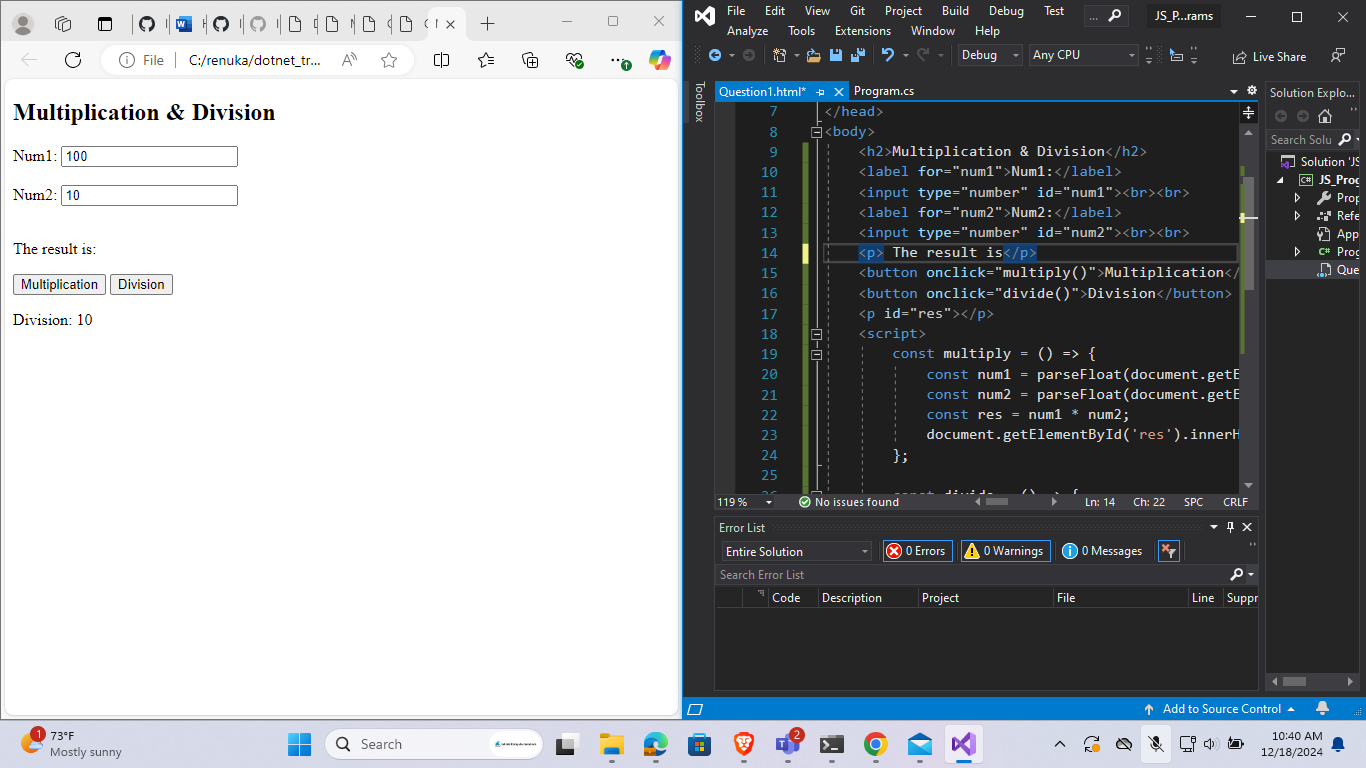 File C:/renuka/dotnet_tr...
Multiplication & Division
Num1: 100
Num2: 10
The result is:
Multiplication Division
Division: 10
File Edit View Git Project Build Debug Test ... JS_P...rams
Analyze Tools Extensions Window Help
Debug Any CPU Live Share
Toolbox
Question1.html* Program.cs
7 </head>
8 <body>
9 <h2>Multiplication & Division</h2>
10 <label for="num1">Num1:</label>
11 <input type="number" id="num1"><br><br>
12 <label for="num2">Num2:</label>
13 <input type="number" id="num2"><br><br>
14 <p> The result is</p>
15 <button onclick="multiply()">Multiplication</
16 <button onclick="divide()">Division</button>
17 <p id="res"></p>
18 <script>
19 const multiply = () => {
20 const num1 = parseFloat(document.getE
21 const num2 = parseFloat(document.getE
22 const res = num1 * num2;
23 document.getElementById('res').innerH
24 };
25
119 % No issues found Ln: 14 Ch: 22 SPC CRLF
Solution Explo...
Search Solu
Solution 'JS
JS_Prog
Prop
Refe
App
Prog
Que
Error List
Entire Solution 0 Errors 0 Warnings 0 Messages
Search Error List
Code Description Project File Line Suppr
Add to Source Control
1 73°F
Mostly sunny
Search
2
10:40 AM
12/18/2024